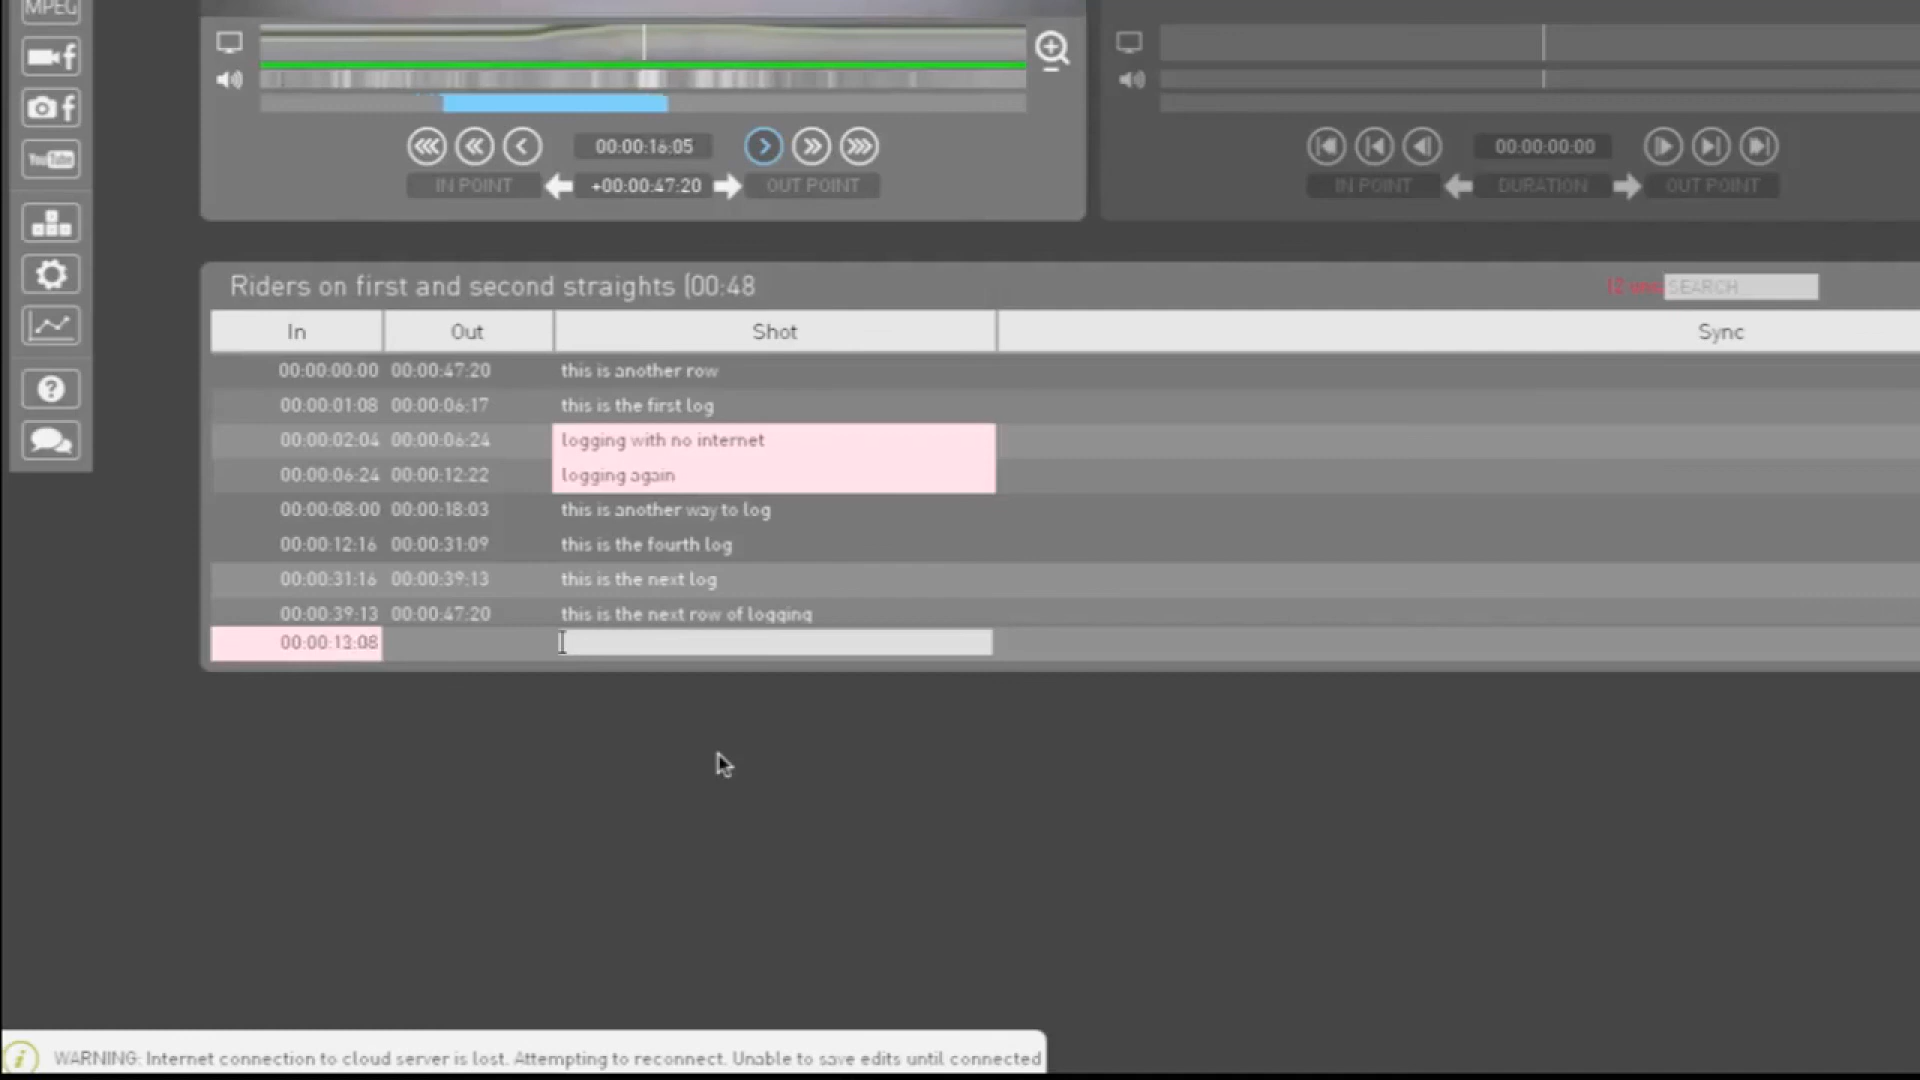 MPEG
f
f
YouTube
00:00:16:05
00:00:00:00
IN POINT +00:00:47:20 OUT POINT
IN POINT DURATION OUT POINT
Riders on first and second straights (00:48
SEARCH
In Out Shot Sync
00:00:00:00 00:00:47:20 this is another row
00:00:01:08 00:00:06:17 this is the first log
00:00:02:04 00:00:06:24 logging with no internet
00:00:06:24 00:00:12:22 logging again
00:00:08:00 00:00:18:03 this is another way to log
00:00:12:16 00:00:31:09 this is the fourth log
00:00:31:16 00:00:39:13 this is the next log
00:00:39:13 00:00:47:20 this is the next row of logging
00:00:13:08
WARNING: Internet connection to cloud server is lost. Attempting to reconnect. Unable to save edits until connected